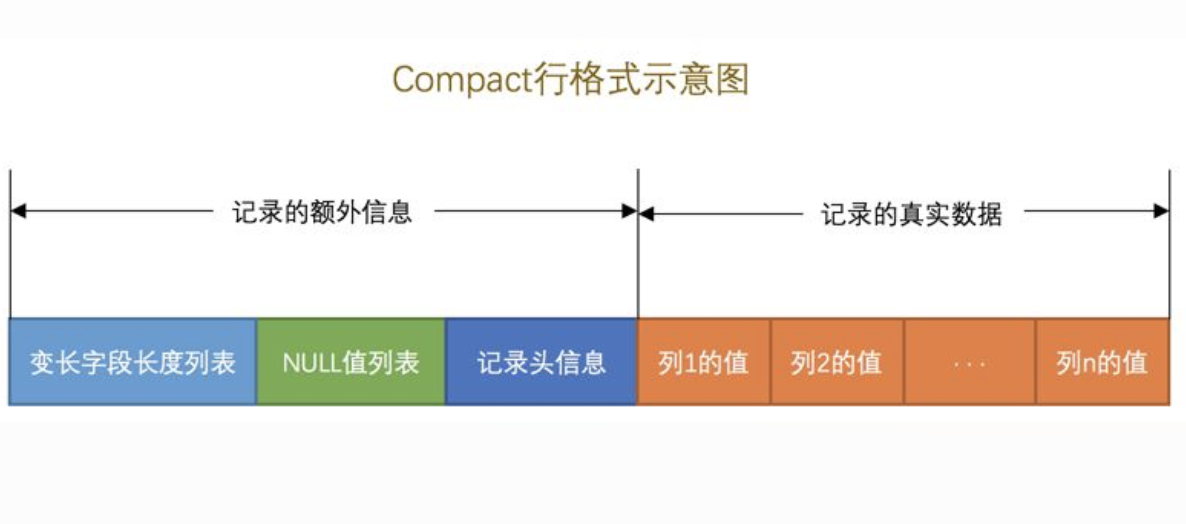 Compact行格式示意图
记录的额外信息
记录的真实数据
变长字段长度列表
NULL值列表
记录头信息
列1的值
列2的值
...
列n的值